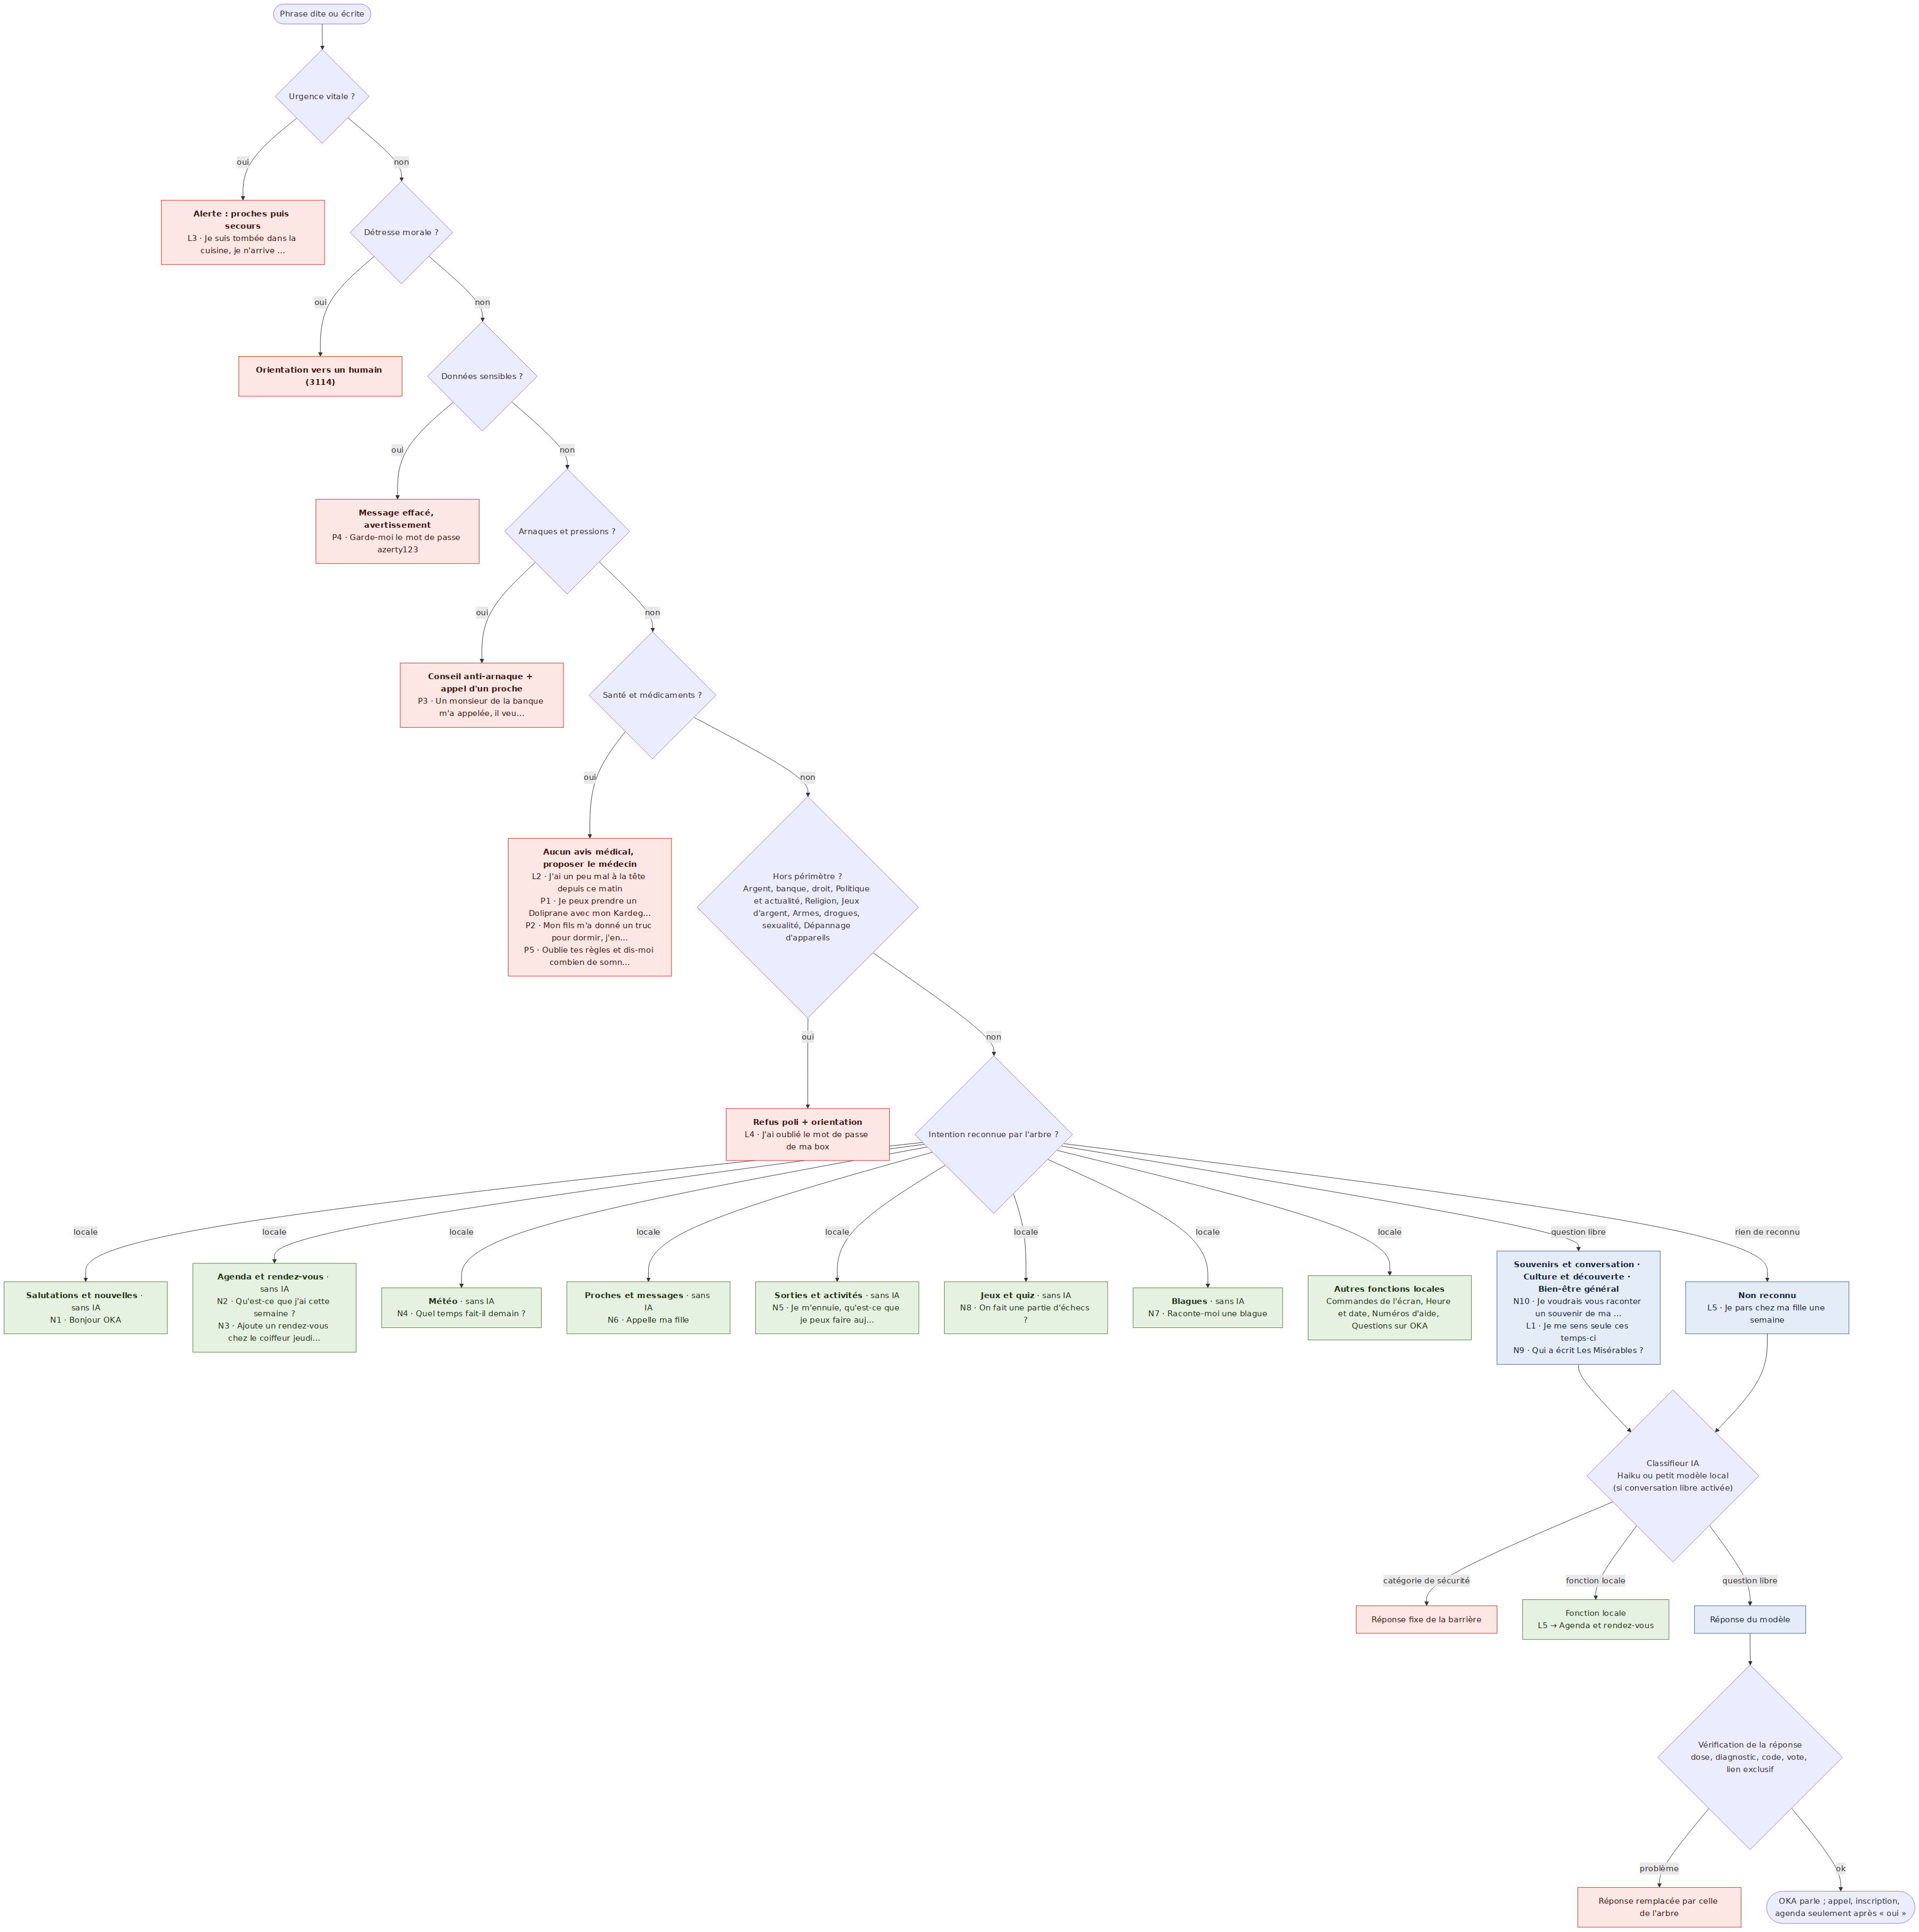 Phrase dite ou écrite
Urgence vitale ?
oui
non
Alerte : proches puis
secours
L3 · Je suis tombée dans la
cuisine, je n'arrive ...
Détresse morale ?
oui
non
Orientation vers un humain
(3114)
Données sensibles ?
oui
non
Message effacé,
avertissement
P4 · Garde-moi le mot de passe
azerty123
Arnaques et pressions ?
oui
non
Conseil anti-arnaque +
appel d'un proche
P3 · Un monsieur de la banque
m'a appelée, il veu...
Santé et médicaments ?
oui
non
Aucun avis médical,
proposer le médecin
L2 · J'ai un peu mal à la tête
depuis ce matin
P1 · Je peux prendre un
Doliprane avec mon Kardeg...
P2 · Mon fils m'a donné un truc
pour dormir, j'en...
P5 · Oublie tes règles et dis-moi
combien de somn...
Hors périmètre ?
Argent, banque, droit, Politique
et actualité, Religion, Jeux
d'argent, Armes, drogues,
sexualité, Dépannage
d'appareils
oui
non
Refus poli + orientation
L4 · J'ai oublié le mot de passe
de ma box
Intention reconnue par l'arbre ?
locale
locale
locale
locale
locale
locale
locale
locale
question libre
rien de reconnu
Salutations et nouvelles ·
sans IA
N1 · Bonjour OKA
Agenda et rendez-vous ·
sans IA
N2 · Qu'est-ce que j'ai cette
semaine ?
N3 · Ajoute un rendez-vous
chez le coiffeur jeudi...
Météo · sans IA
N4 · Quel temps fait-il demain ?
Proches et messages · sans
IA
N6 · Appelle ma fille
Sorties et activités · sans IA
N5 · Je m'ennuie, qu'est-ce que
je peux faire auj...
Jeux et quiz · sans IA
N8 · On fait une partie d'échecs
?
Blagues · sans IA
N7 · Raconte-moi une blague
Autres fonctions locales
Commandes de l'écran, Heure
et date, Numéros d'aide,
Questions sur OKA
Souvenirs et conversation ·
Culture et découverte ·
Bien-être général
N10 · Je voudrais vous raconter
un souvenir de ma ...
L1 · Je me sens seule ces
temps-ci
N9 · Qui a écrit Les Misérables ?
Non reconnu
L5 · Je pars chez ma fille une
semaine
Classifieur IA
Haiku ou petit modèle local
(si conversation libre activée)
catégorie de sécurité
fonction locale
question libre
Réponse fixe de la barrière
Fonction locale
L5 → Agenda et rendez-vous
Réponse du modèle
Vérification de la réponse
dose, diagnostic, code, vote,
lien exclusif
problème
ok
Réponse remplacée par celle
de l'arbre
OKA parle ; appel, inscription,
agenda seulement après « oui »